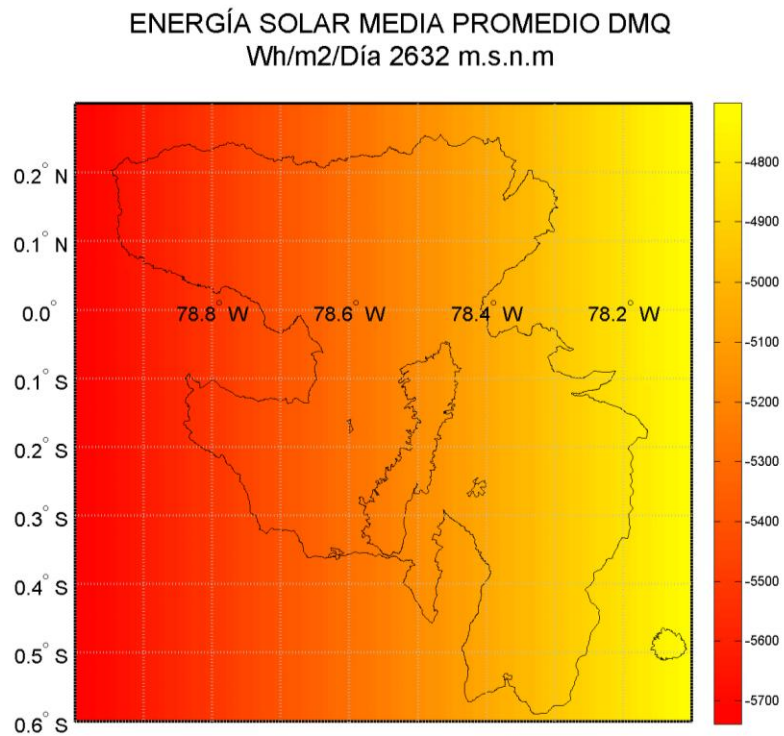 ENERGÍA SOLAR MEDIA PROMEDIO DMQ
Wh/m2/Día 2632 m.s.n.m
0.2° N
0.1° N
0.0°
78.8° W
78.6° W
78.4° W
78.2° W
0.1° S
0.2° S
0.3° S
0.4° S
0.5° S
0.6° S
-4800
-4900
-5000
-5100
-5200
-5300
-5400
-5500
-5600
-5700